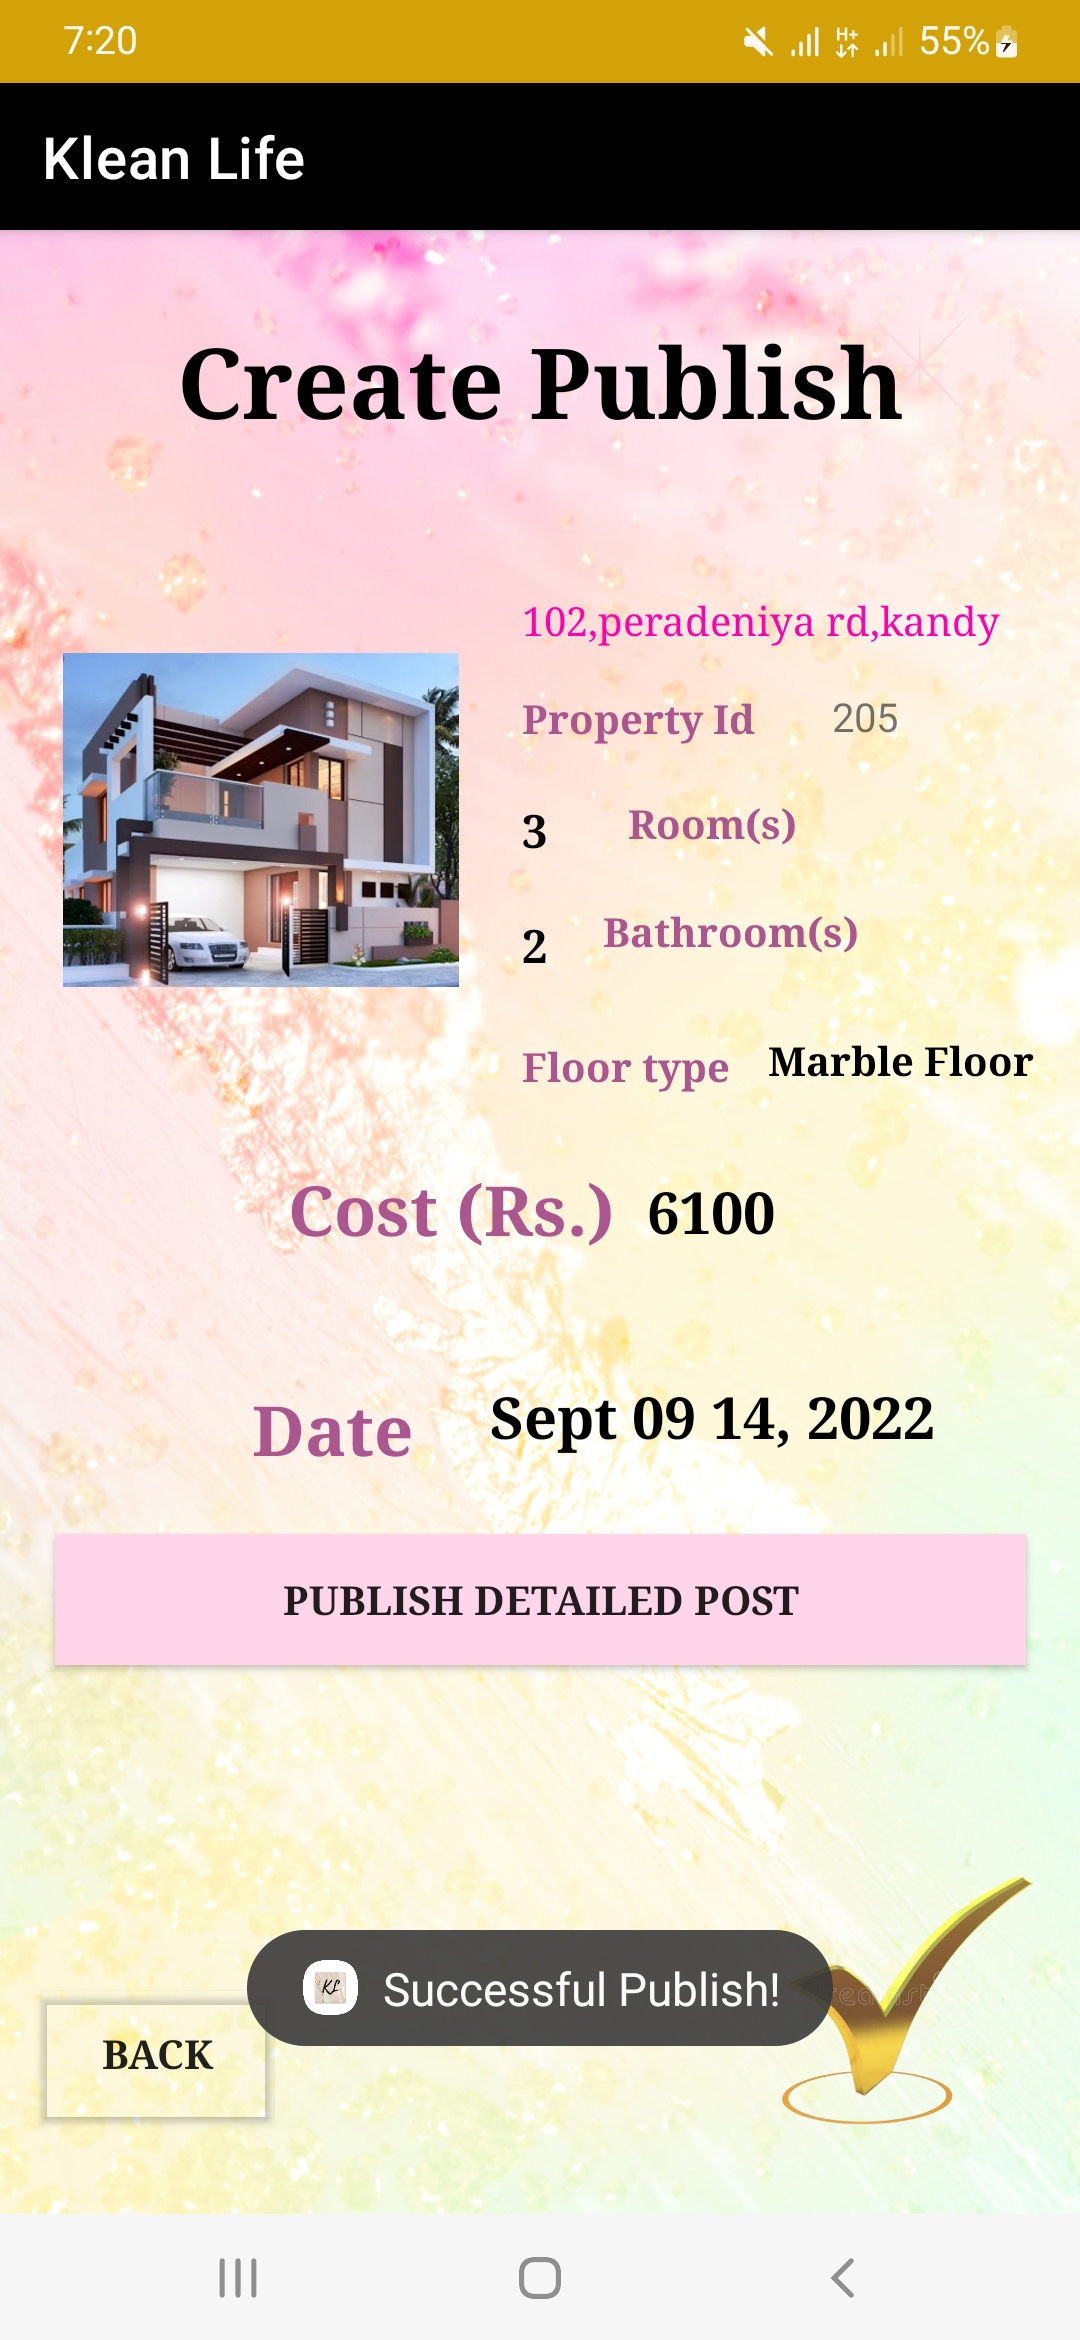 7:20 H+ 55%
Klean Life
Create Publish
102,peradeniya rd,kandy
Property Id 205
3 Room(s)
2 Bathroom(s)
Floor type Marble Floor
Cost (Rs.) 6100
Date Sept 09 14, 2022
PUBLISH DETAILED POST
KL Successful Publish!
BACK